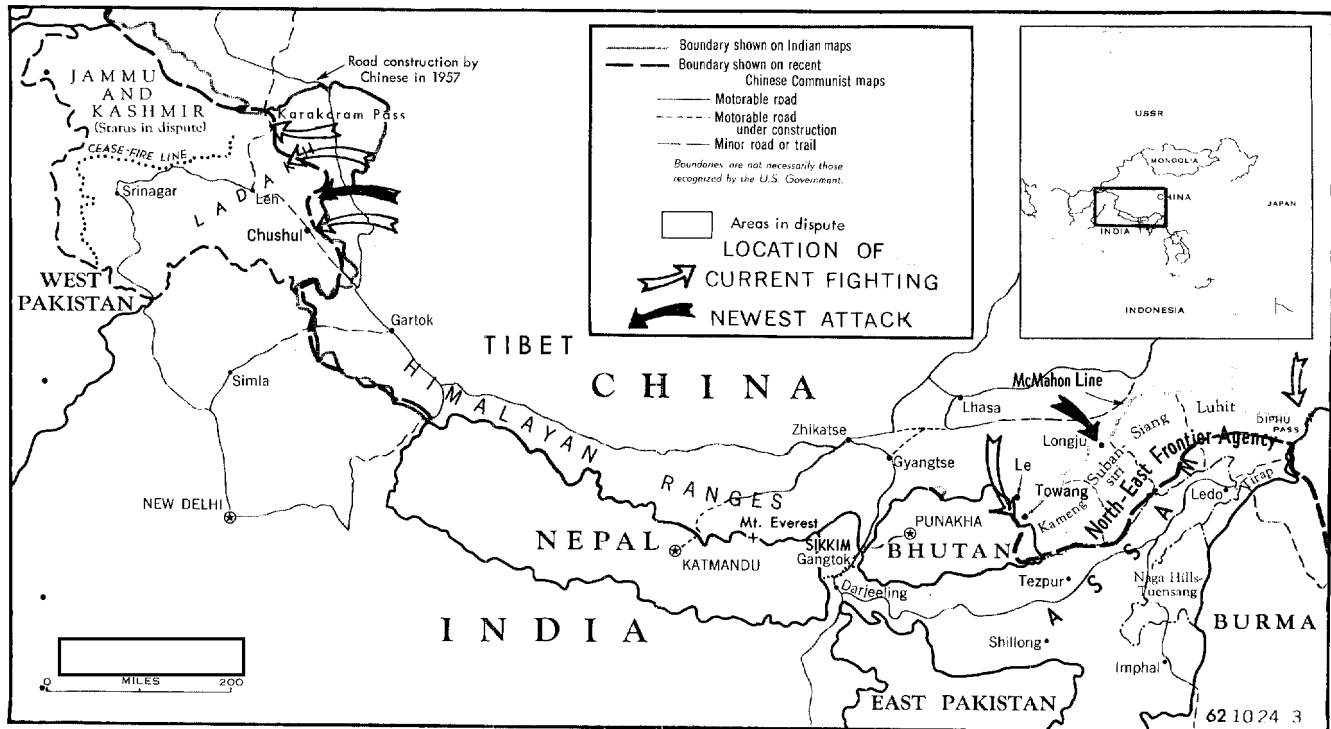 Road construction by
Chinese in 1957
JAMMU
AND
KASHMIR
(Status in dispute)
Karakoram Pass
CEASE-FIRE LINE
Srinagar
LADAKH
Leh
Chushul
WEST
PAKISTAN
Gartok
Simla
NEW DELHI
TIBET
CHINA
HIMALAYAN RANGES
Boundary shown on Indian maps
Boundary shown on recent
Chinese Communist maps
Motorable road
Motorable road
under construction
Minor road or trail
Boundaries are not necessarily those
recognized by the U.S. Government.
Areas in dispute
LOCATION OF
CURRENT FIGHTING
NEWEST ATTACK
USSR
MONGOLIA
CHINA
JAPAN
INDIA
INDONESIA
McMahon Line
Lhasa
Longju
Siang
Luhit
DIPHU
PASS
Zhikatse
Gyangtse
Le
Towang
Kameng
Suban-
siri
North-East Frontier Agency
Tirap
Ledo
ASSAM
Mt. Everest
NEPAL
KATMANDU
SIKKIM
Gangtok
PUNAKHA
BHUTAN
Darjeeling
Tezpur
Naga Hills-
Tuensang
INDIA
Shillong
Imphal
BURMA
EAST PAKISTAN
0 MILES 200
62 10 24 3